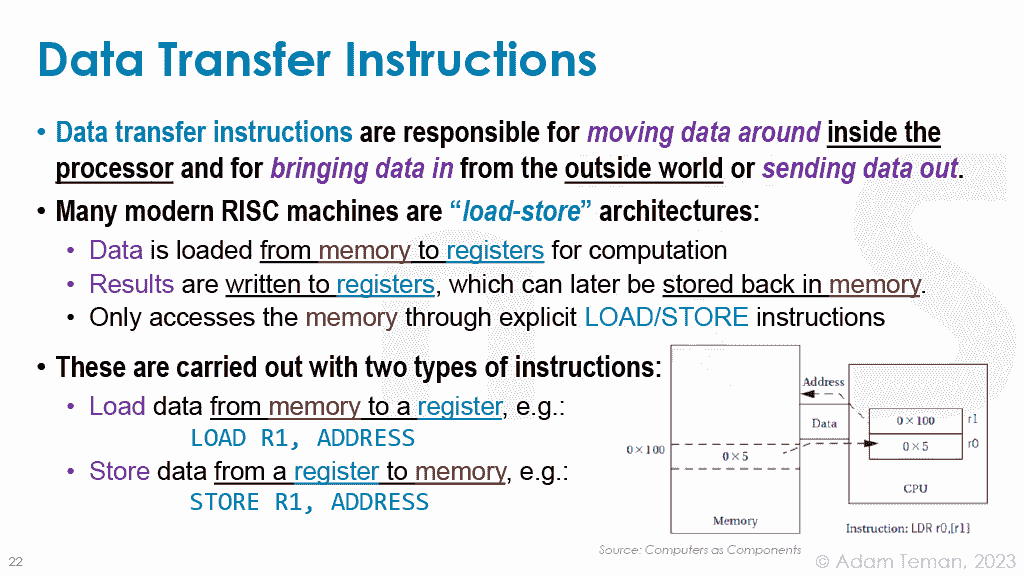 Data Transfer Instructions
• Data transfer instructions are responsible for moving data around inside the
processor and for bringing data in from the outside world or sending data out.
• Many modern RISC machines are “load-store” architectures:
• Data is loaded from memory to registers for computation
• Results are written to registers, which can later be stored back in memory.
• Only accesses the memory through explicit LOAD/STORE instructions
• These are carried out with two types of instructions:
• Load data from memory to a register, e.g.:
LOAD R1, ADDRESS
• Store data from a register to memory, e.g.:
STORE R1, ADDRESS
Address
Data
0×100 r1
0×5 r0
CPU
0×100
0×5
Memory
Instruction: LDR r0,[r1]
Source: Computers as Components
22
© Adam Teman, 2023